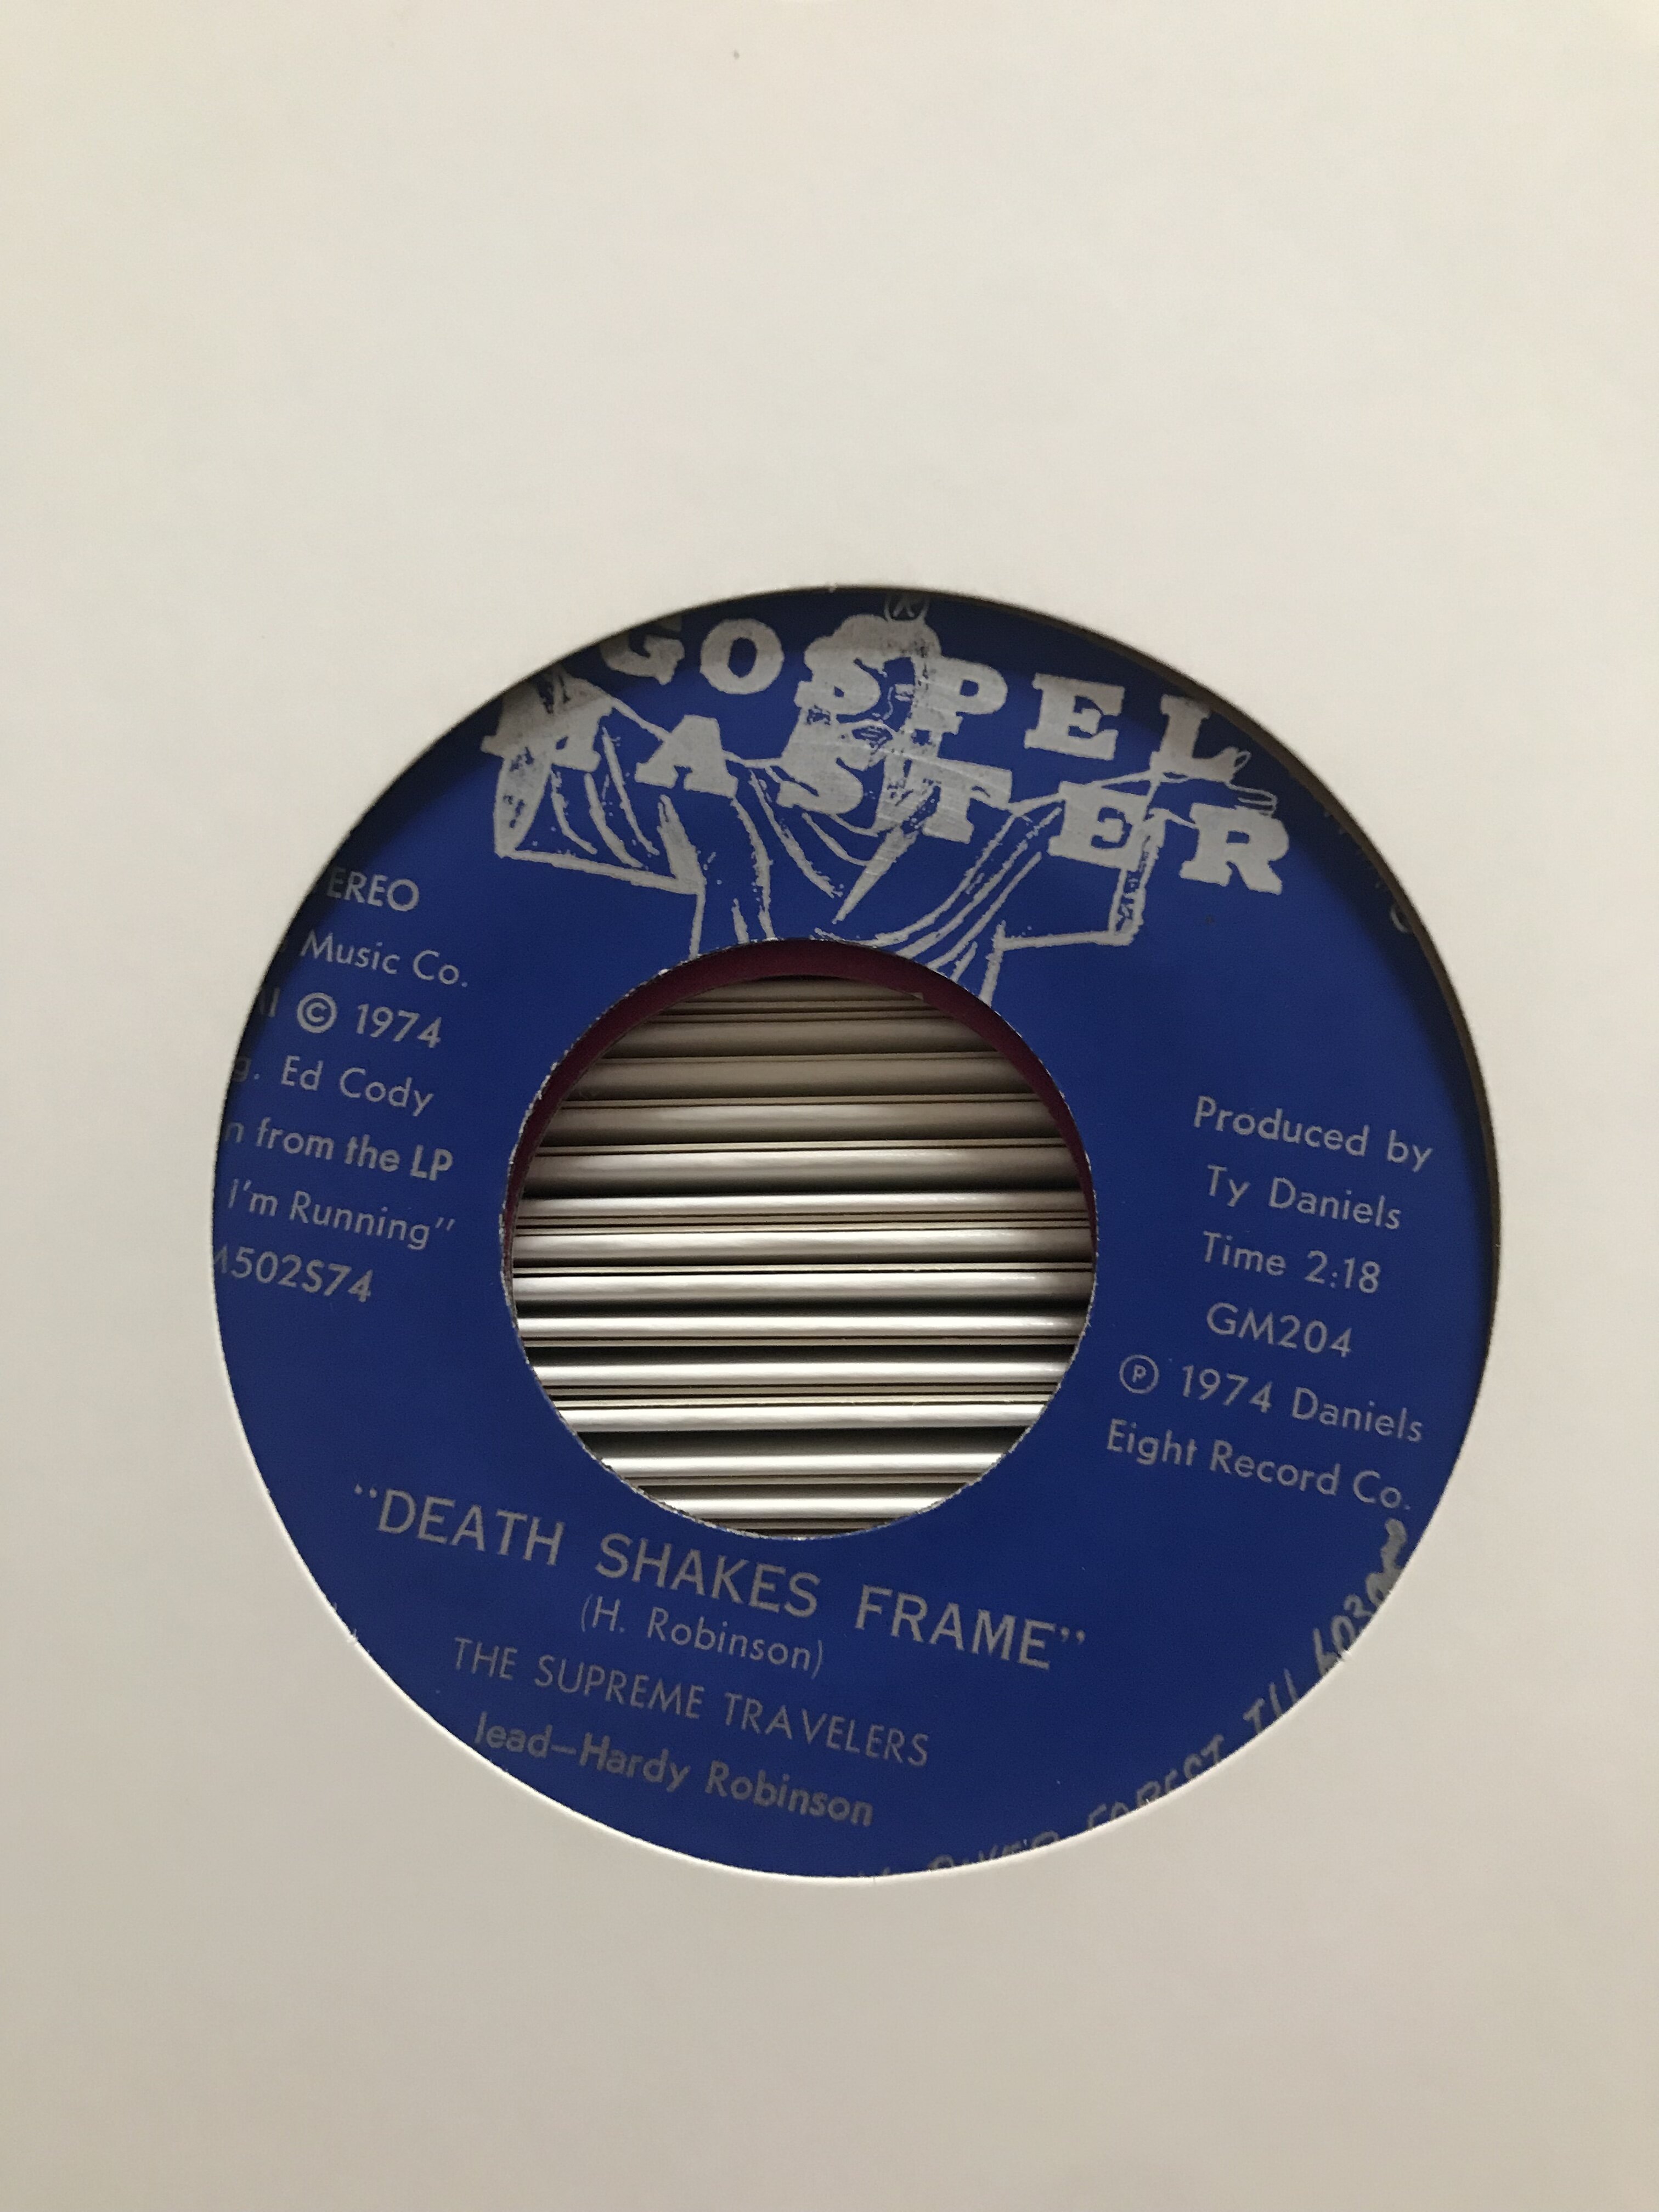 GOSPEL
MASTER
EREO
Music Co.
© 1974
Ed Cody
from the LP
I'm Running"
502S74
Produced by
Ty Daniels
Time 2:18
GM204
℗ 1974 Daniels
Eight Record Co.
"DEATH SHAKES FRAME"
(H. Robinson)
THE SUPREME TRAVELERS
lead—Hardy Robinson